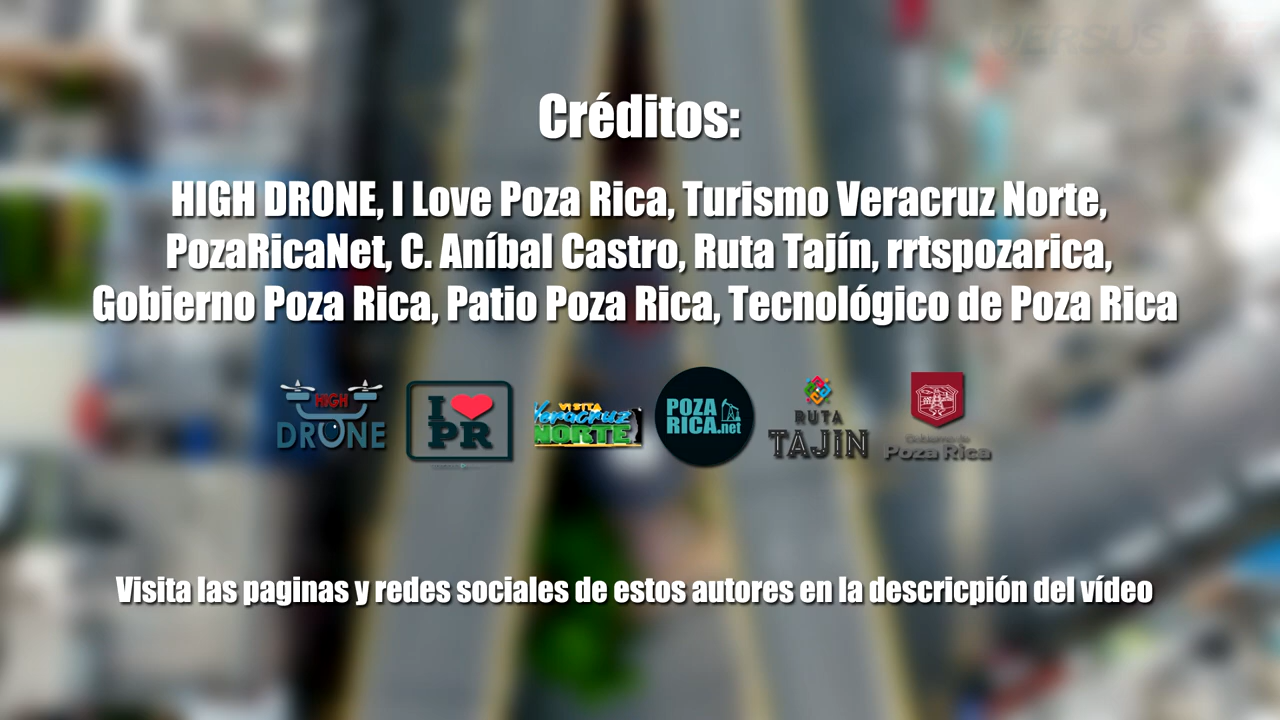 Créditos:
HIGH DRONE, I Love Poza Rica, Turismo Veracruz Norte,
PozaRicaNet, C. Aníbal Castro, Ruta Tajín, rrtspozarica,
Gobierno Poza Rica, Patio Poza Rica, Tecnológico de Poza Rica
HIGH
DRONE
I
PR
VISITA
Veracruz
NORTE
POZA
RICA.net
RUTA
TAJIN
Gobierno de
Poza Rica
Visita las paginas y redes sociales de estos autores en la descricpión del vídeo